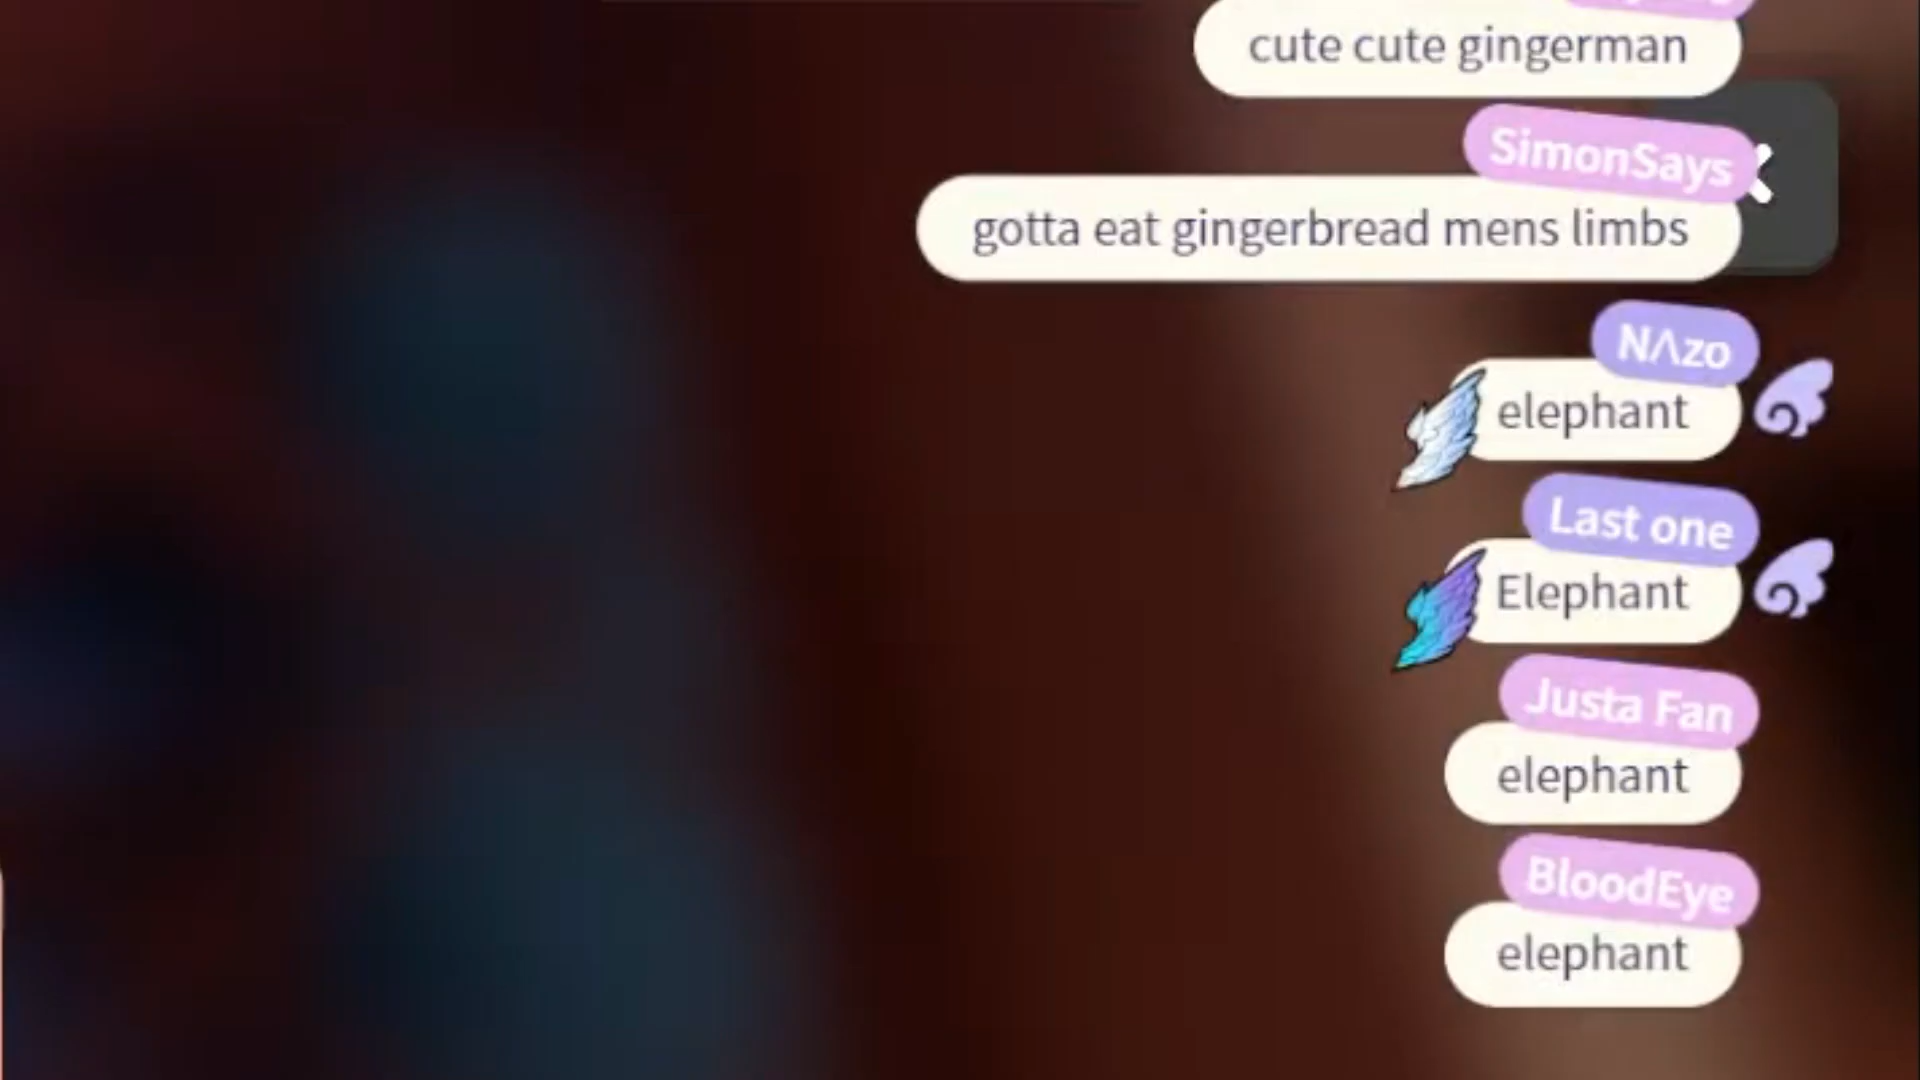 cute cute gingerman
SimonSays
gotta eat gingerbread mens limbs
NΛzo
elephant
Last one
Elephant
Justa Fan
elephant
BloodEye
elephant